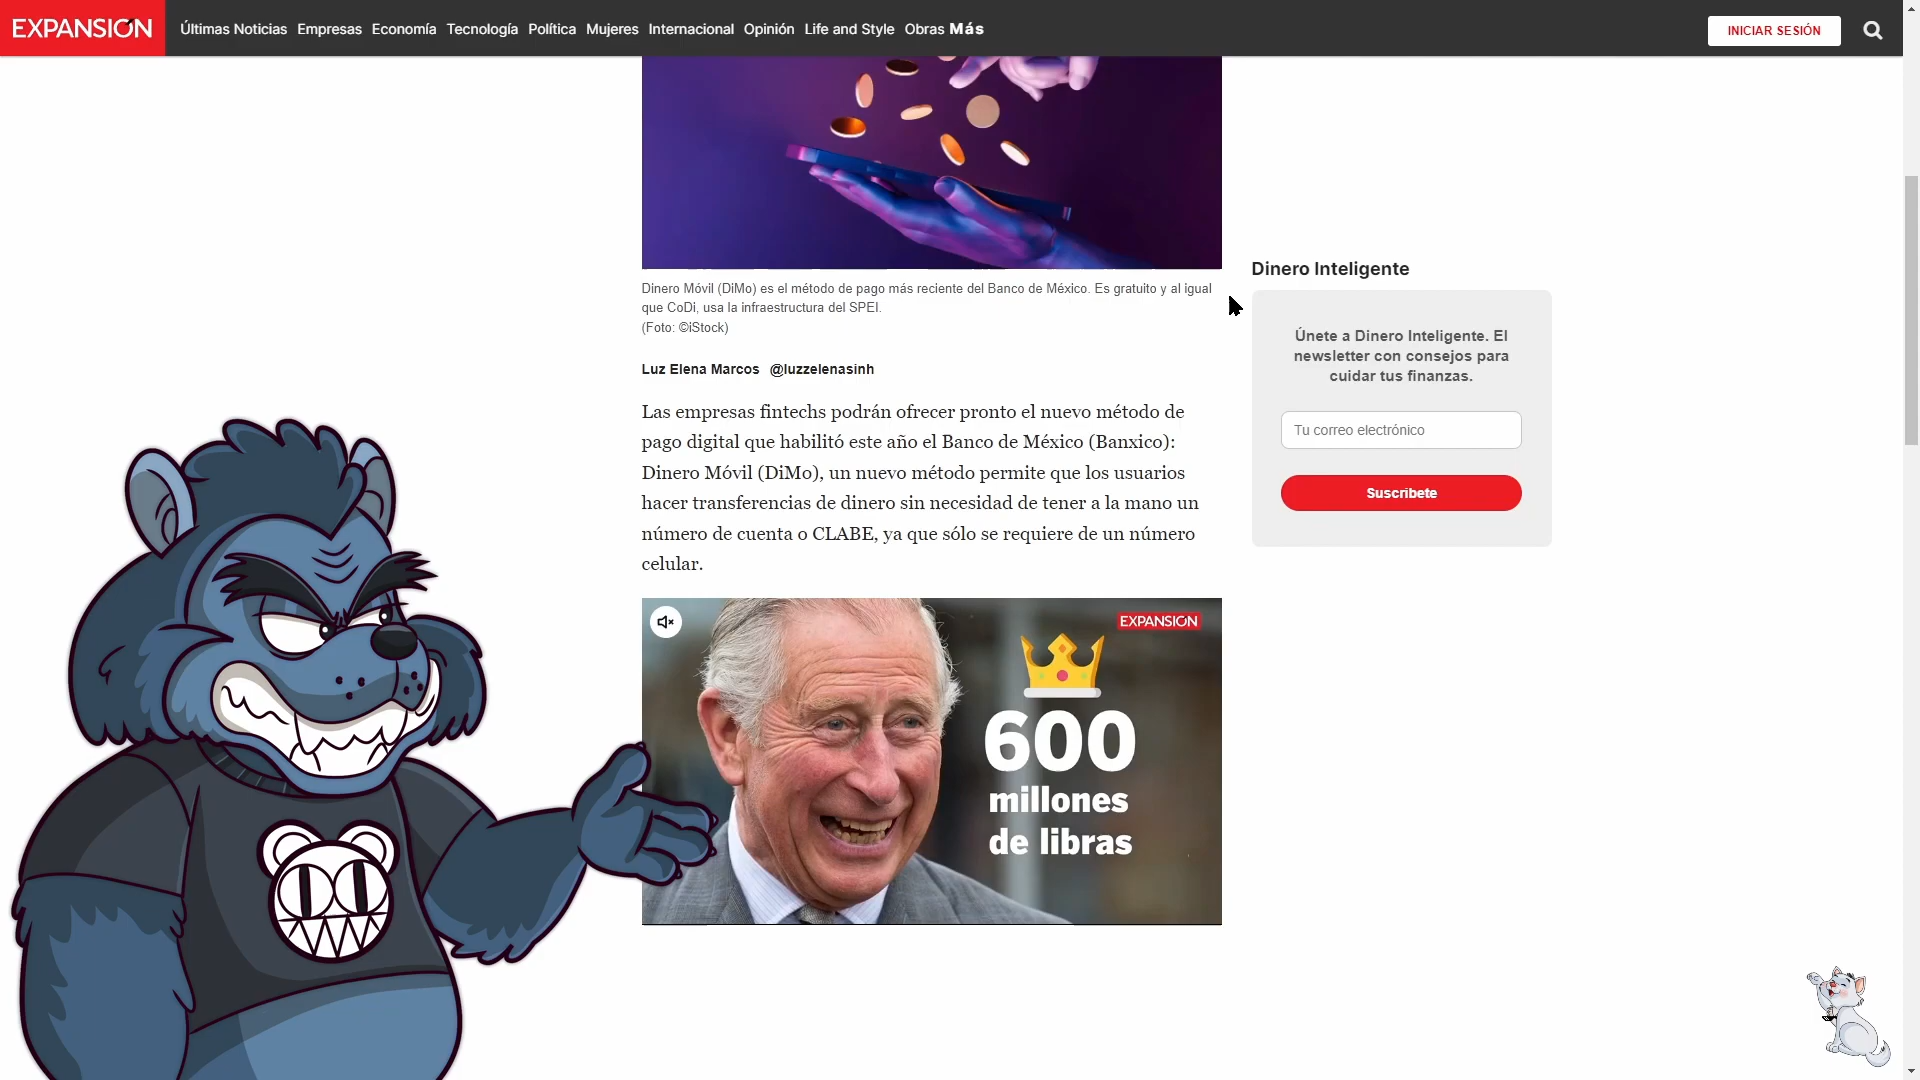 EXPANSIÓN
Últimas Noticias Empresas Economía Tecnología Política Mujeres Internacional Opinión Life and Style Obras Más
INICIAR SESIÓN
Dinero Móvil (DiMo) es el método de pago más reciente del Banco de México. Es gratuito y al igual
que CoDi, usa la infraestructura del SPEI.
(Foto: ©iStock)
Luz Elena Marcos @luzzelenasinh
Las empresas fintechs podrán ofrecer pronto el nuevo método de
pago digital que habilitó este año el Banco de México (Banxico):
Dinero Móvil (DiMo), un nuevo método permite que los usuarios
hacer transferencias de dinero sin necesidad de tener a la mano un
número de cuenta o CLABE, ya que sólo se requiere de un número
celular.
EXPANSIÓN
600
millones
de libras
Dinero Inteligente
Únete a Dinero Inteligente. El
newsletter con consejos para
cuidar tus finanzas.
Tu correo electrónico
Suscríbete